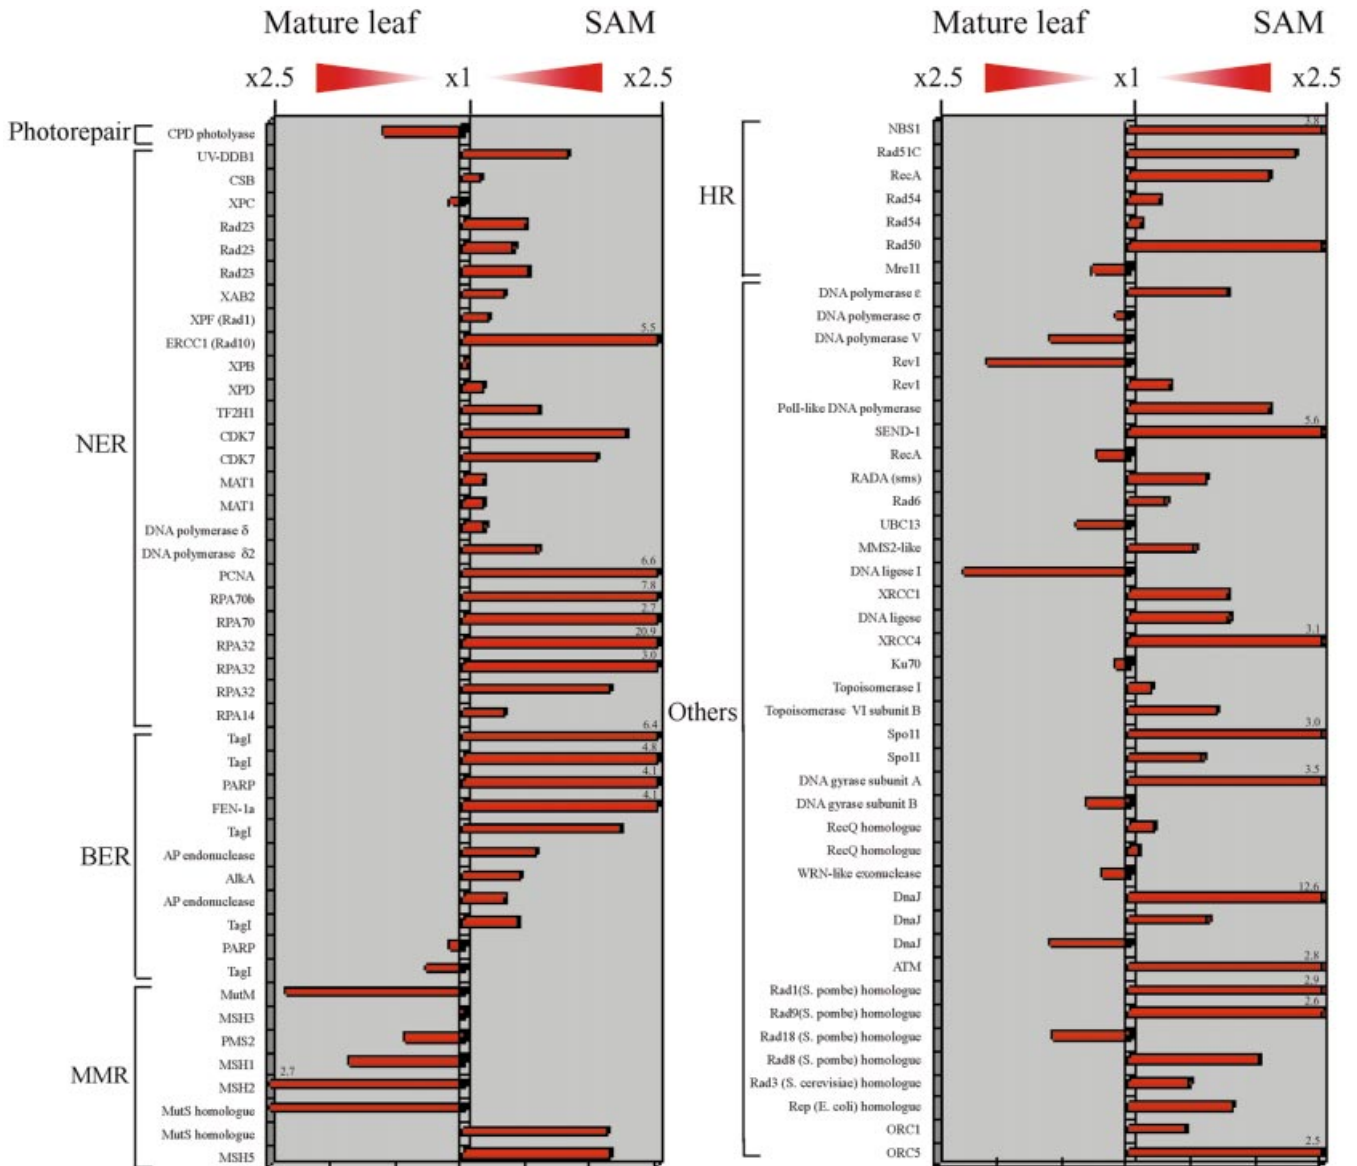 Mature leaf SAM
x2.5 x1 x2.5
Photorepair
CPD photolyase
NER
UV-DDB1
CSB
XPC
Rad23
Rad23
Rad23
XAB2
XPF (Rad1)
5.5
ERCC1 (Rad10)
XPB
XPD
TF2H1
CDK7
CDK7
MAT1
MAT1
DNA polymerase δ
DNA polymerase δ2
6.6
PCNA
7.8
RPA70b
2.7
RPA70
20.9
RPA32
3.0
RPA32
RPA32
RPA14
BER
6.4
TagI
4.8
TagI
4.1
PARP
4.1
FEN-1a
TagI
AP endonuclease
AlkA
AP endonuclease
TagI
PARP
TagI
MMR
MutM
MSH3
PMS2
MSH1
2.7
MSH2
MutS homologue
MutS homologue
MSH5
Mature leaf SAM
x2.5 x1 x2.5
HR
3.8
NBS1
Rad51C
RecA
Rad54
Rad54
Rad50
Mre11
Others
DNA polymerase ε
DNA polymerase σ
DNA polymerase V
Rev1
Rev1
PolI-like DNA polymerase
5.6
SEND-1
RecA
RADA (sms)
Rad6
UBC13
MMS2-like
DNA ligese I
XRCC1
DNA ligese
3.1
XRCC4
Ku70
Topoisomerase I
Topoisomerase VI subunit B
3.0
Spo11
Spo11
3.5
DNA gyrase subunit A
DNA gyrase subunit B
RecQ homologue
RecQ homologue
WRN-like exonuclease
12.6
DnaJ
DnaJ
DnaJ
2.8
ATM
2.9
Rad1(S. pombe) homologue
2.6
Rad9(S. pombe) homologue
Rad18 (S. pombe) homologue
Rad8 (S. pombe) homologue
Rad3 (S. cerevisiae) homologue
Rep (E. coli) homologue
ORC1
2.5
ORC5